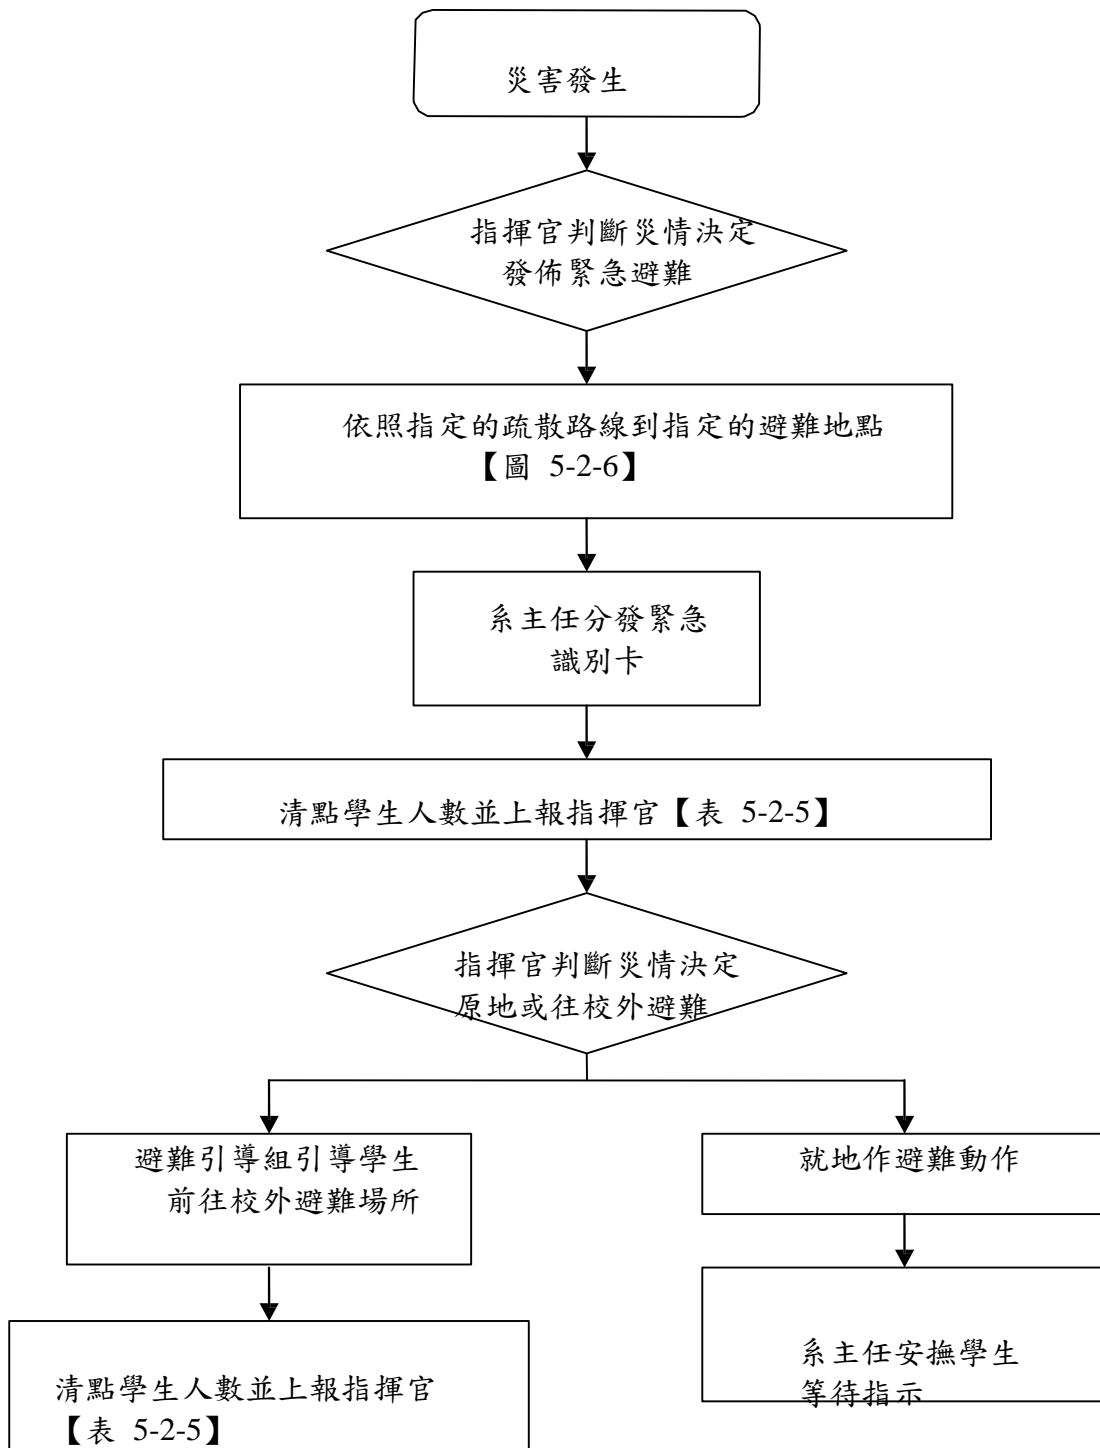 災害發生
指揮官判斷災情決定
發佈緊急避難
依照指定的疏散路線到指定的避難地點
【圖 5-2-6】
系主任分發緊急
識別卡
清點學生人數並上報指揮官【表 5-2-5】
指揮官判斷災情決定
原地或往校外避難
避難引導組引導學生
前往校外避難場所
就地作避難動作
清點學生人數並上報指揮官
【表 5-2-5】
系主任安撫學生
等待指示